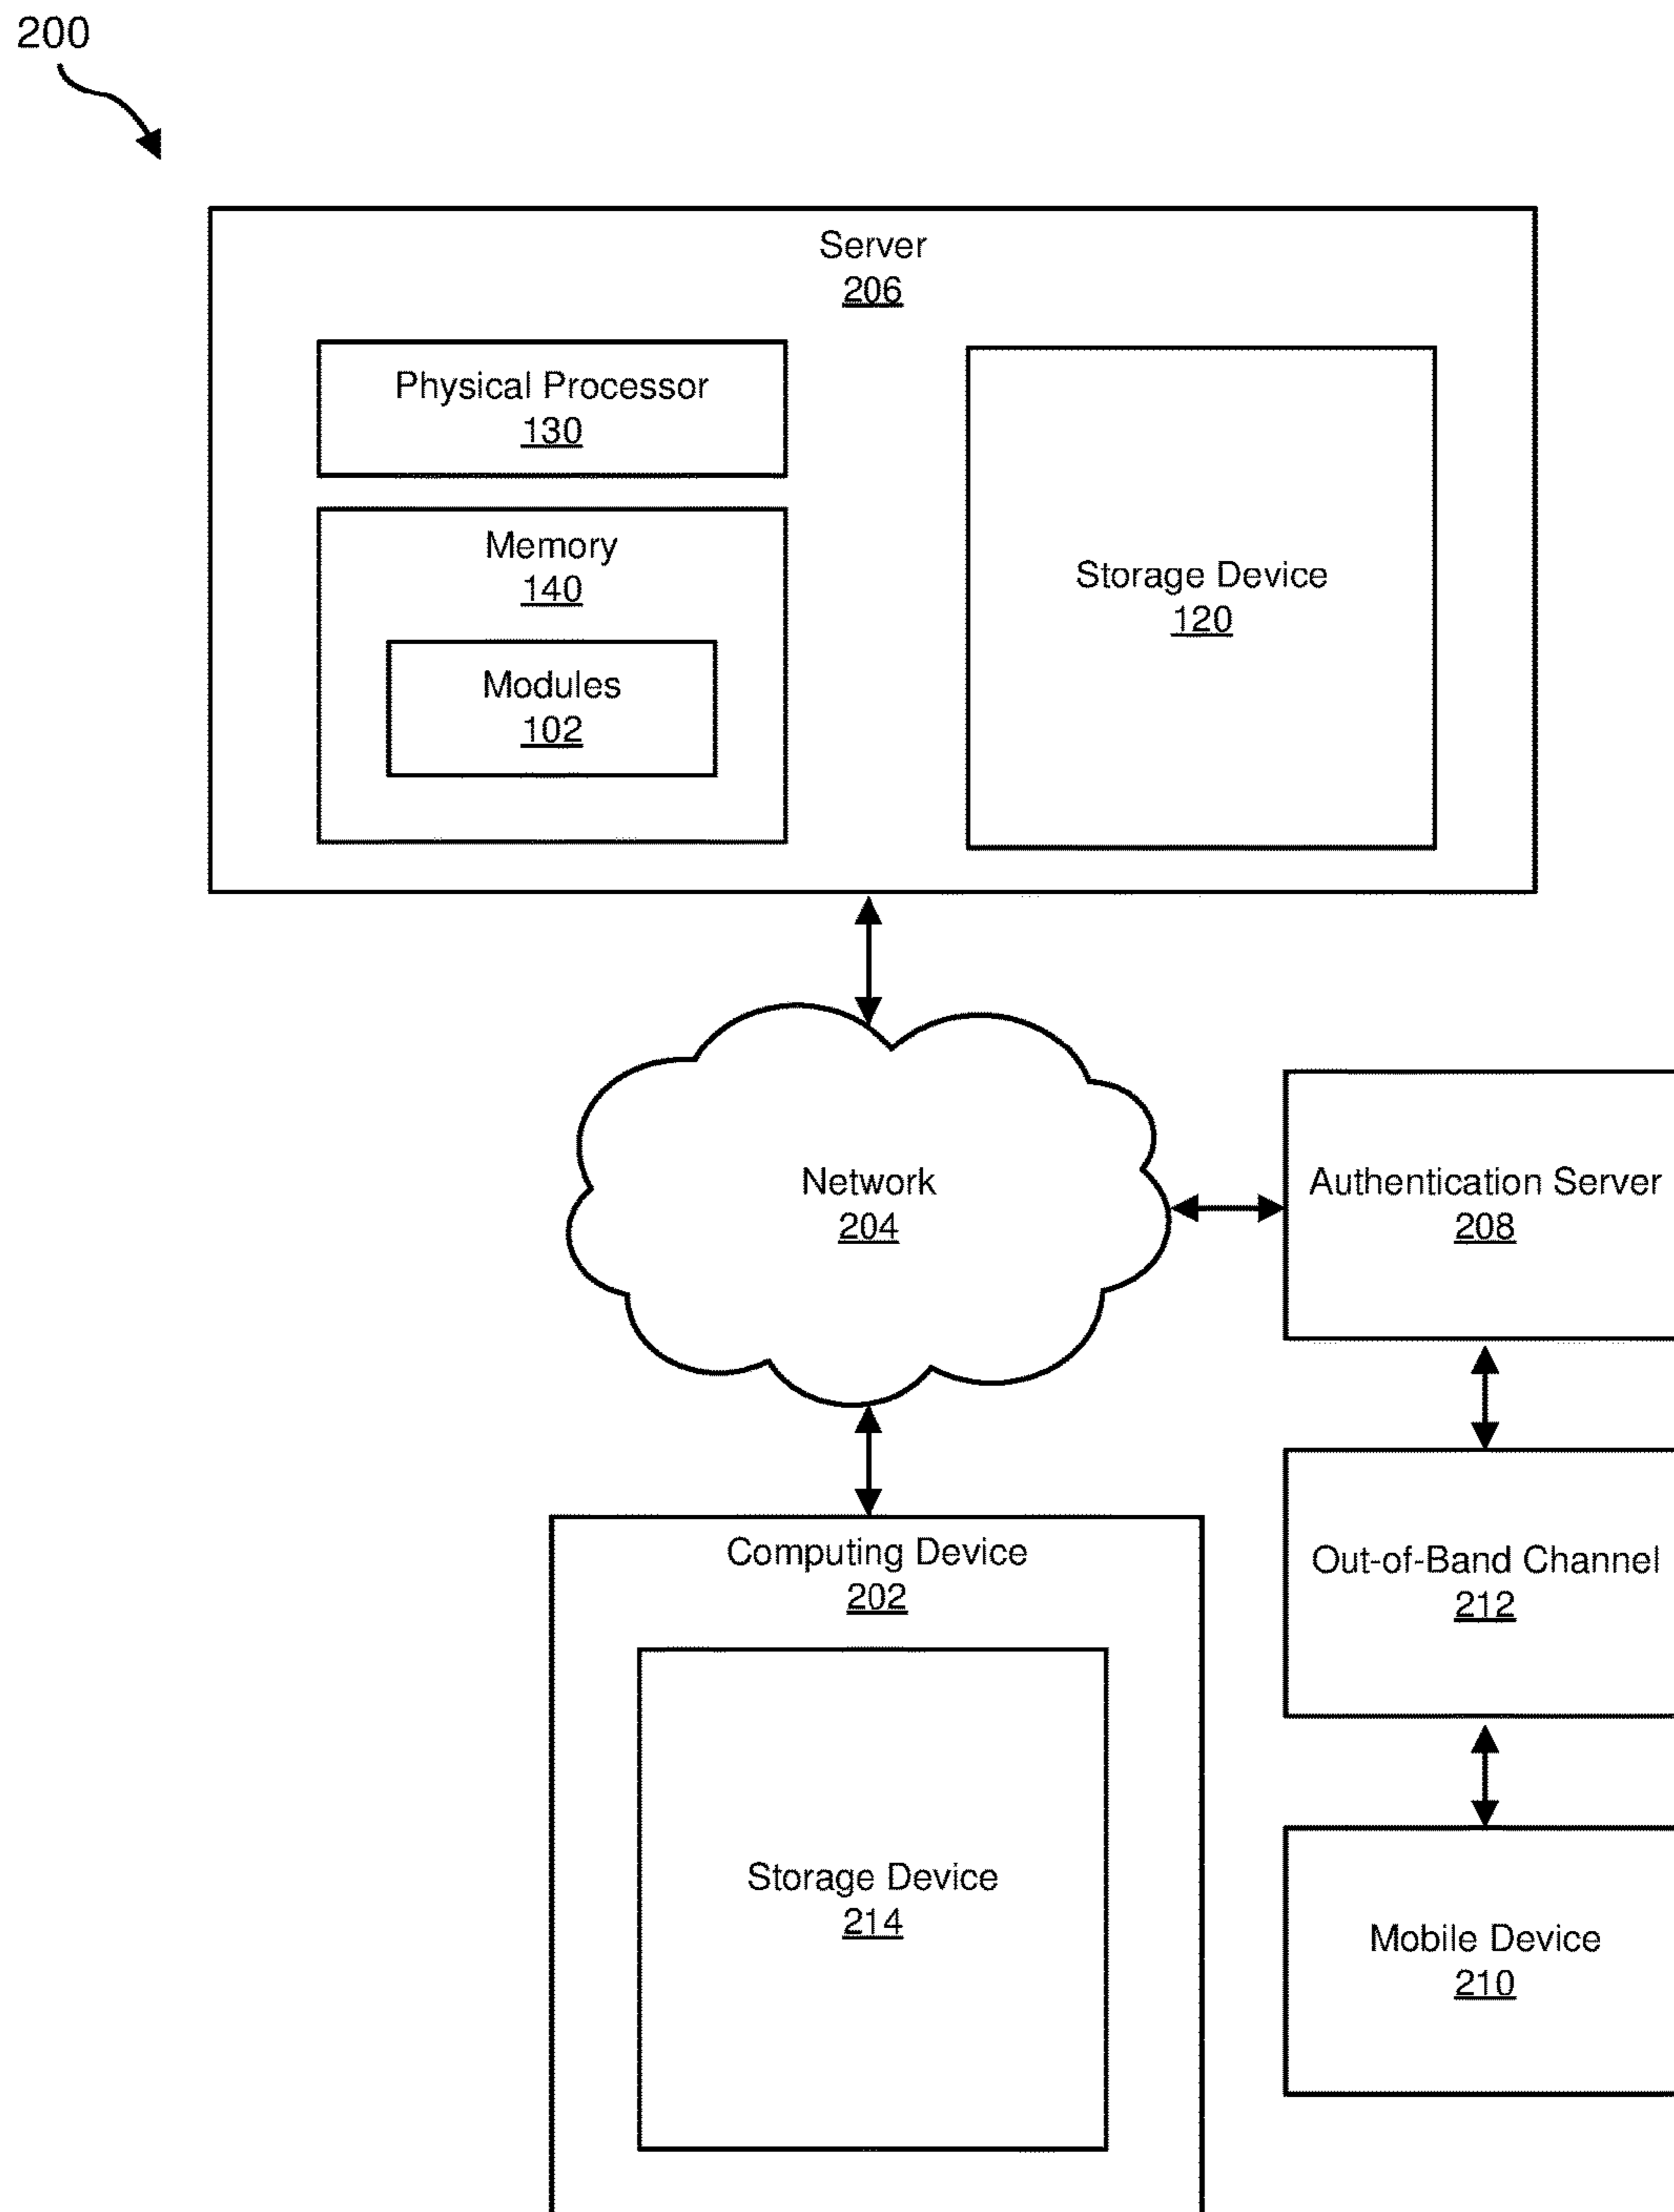 200
Server
206
Physical Processor
130
Memory
140
Modules
102
Storage Device
120
Network
204
Authentication Server
208
Out-of-Band Channel
212
Mobile Device
210
Computing Device
202
Storage Device
214